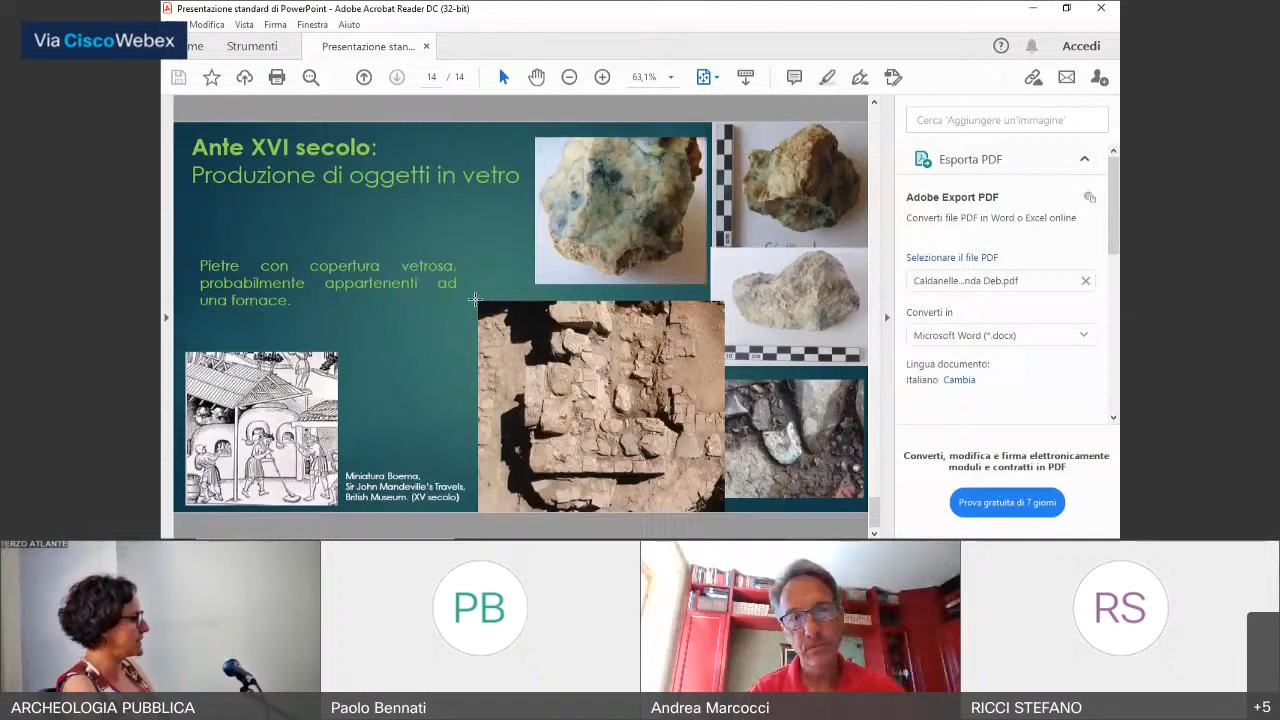 Presentazione standard di PowerPoint - Adobe Acrobat Reader DC (32-bit)
Modifica Vista Firma Finestra Aiuto
Via Cisco Webex
me Strumenti Presentazione stan... × Accedi
14 / 14 63,1%
Ante XVI secolo:
Produzione di oggetti in vetro
Pietre con copertura vetrosa,
probabilmente appartenenti ad
una fornace.
Miniatura Boema,
Sir John Mandeville's Travels,
British Museum. (XV secolo)
Cerca 'Aggiungere un'immagine'
Esporta PDF
Adobe Export PDF
Converti file PDF in Word o Excel online
Selezionare il file PDF
Caldanelle...nda Deb.pdf
Converti in
Microsoft Word (*.docx)
Lingua documento:
Italiano Cambia
Converti, modifica e firma elettronicamente
moduli e contratti in PDF
Prova gratuita di 7 giorni
ERZO ATLANTE
PB
RS
ARCHEOLOGIA PUBBLICA
Paolo Bennati
Andrea Marcocci
RICCI STEFANO
+5